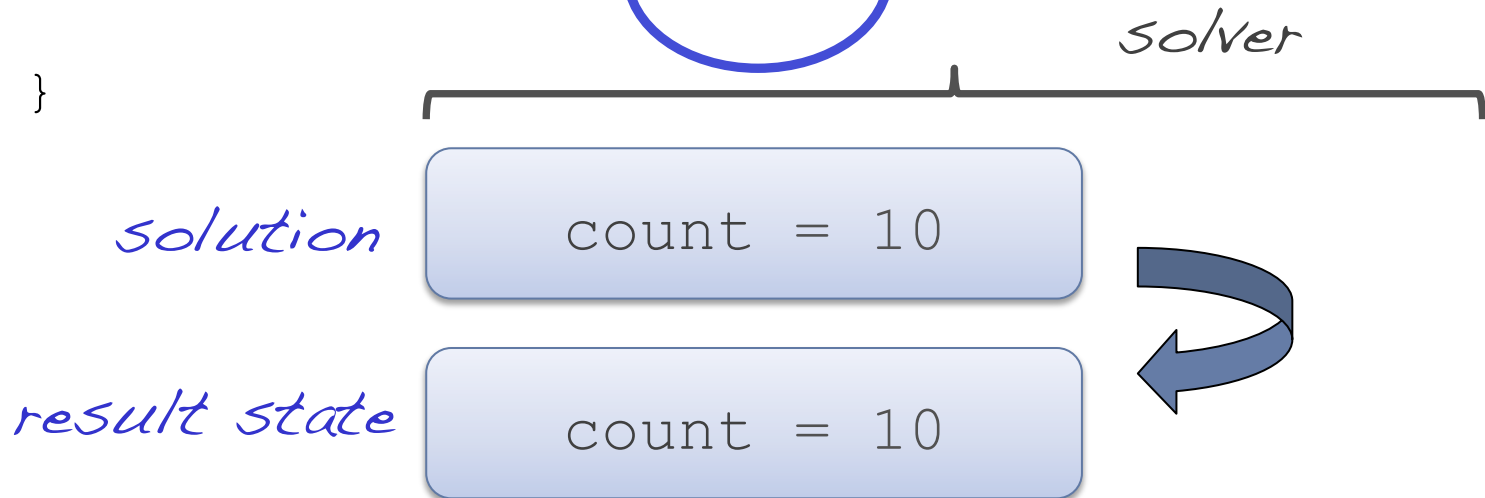 solver
}
solution
count = 10
result state
count = 10